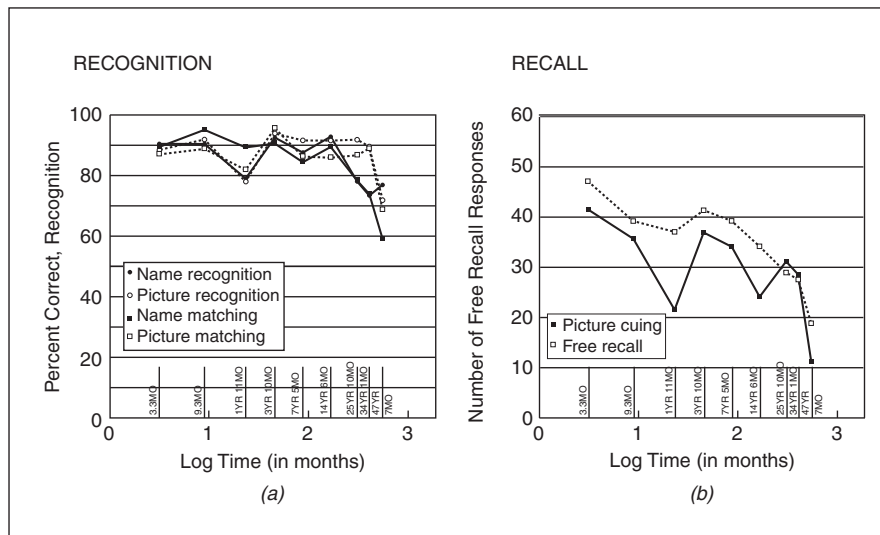 RECOGNITION
Percent Correct, Recognition
100
80
60
40
20
0
Name recognition
Picture recognition
Name matching
Picture matching
3.3MO
9.3MO
1YR 11MO
3YR 10MO
7YR 5MO
14YR 6MO
25YR 10MO
34YR 1MO
47YR
7MO
0
1
2
3
Log Time (in months)
(a)
RECALL
Number of Free Recall Responses
60
50
40
30
20
10
0
Picture cuing
Free recall
3.3MO
9.3MO
1YR 11MO
3YR 10MO
7YR 5MO
14YR 6MO
25YR 10MO
34YR 1MO
47YR
7MO
0
1
2
3
Log Time (in months)
(b)